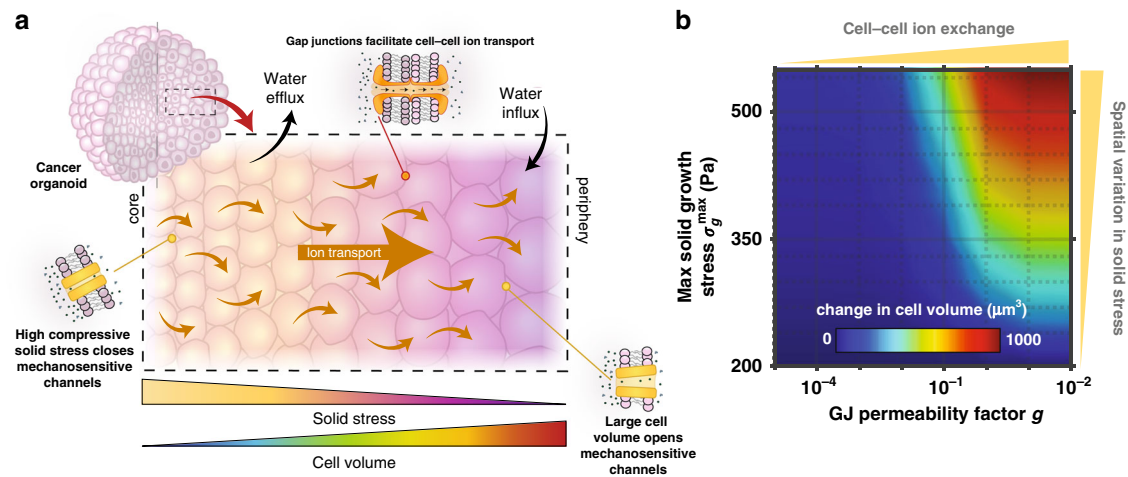 a
Gap junctions facilitate cell–cell ion transport
Water
efflux
Water
influx
Cancer
organoid
core
periphery
Ion transport
High compressive
solid stress closes
mechanosensitive
channels
Large cell
volume opens
mechanosensitive
channels
Solid stress
Cell volume
b
Cell–cell ion exchange
Max solid growth
stress σg^max (Pa)
500
350
200
change in cell volume (µm³)
0
1000
10⁻⁴
10⁻¹
10⁻²
GJ permeability factor g
Spatial variation in solid stress